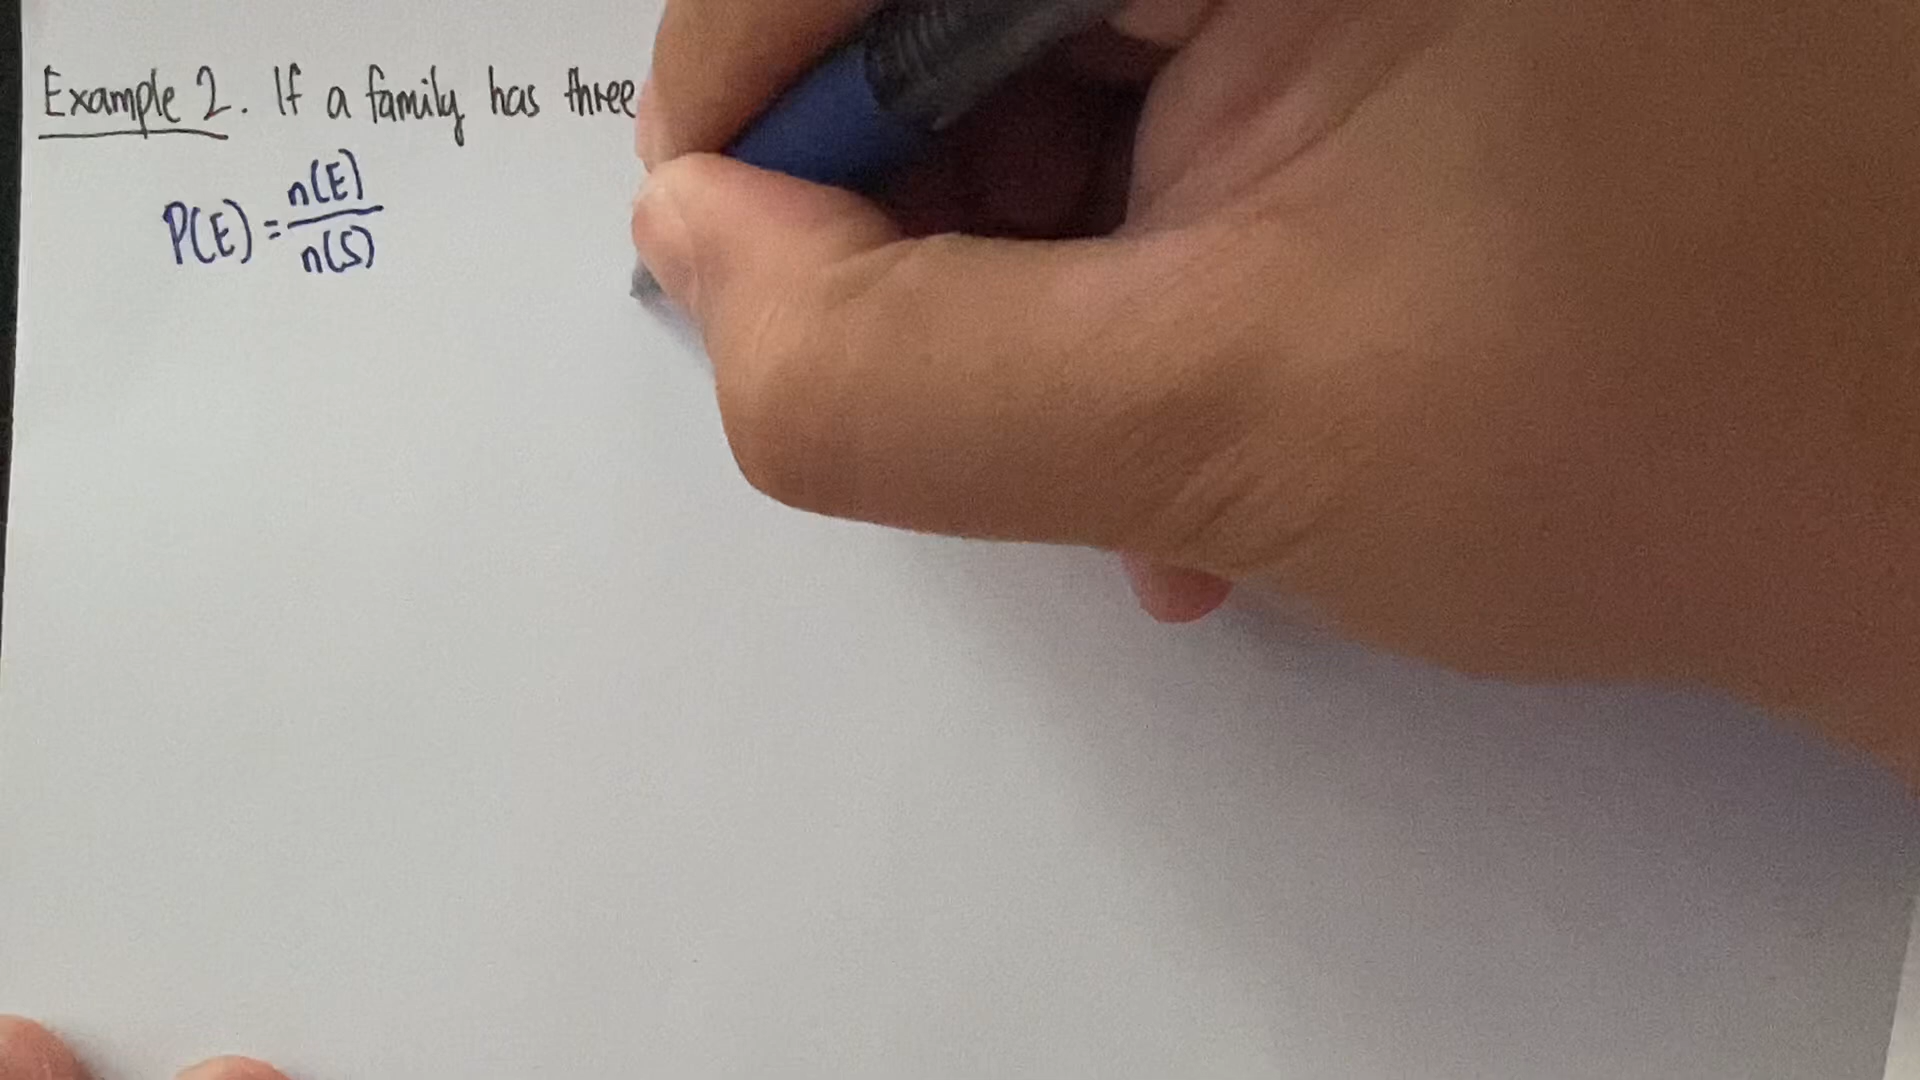 Example 2. If a family has three
P(E) = n(E)/n(S)